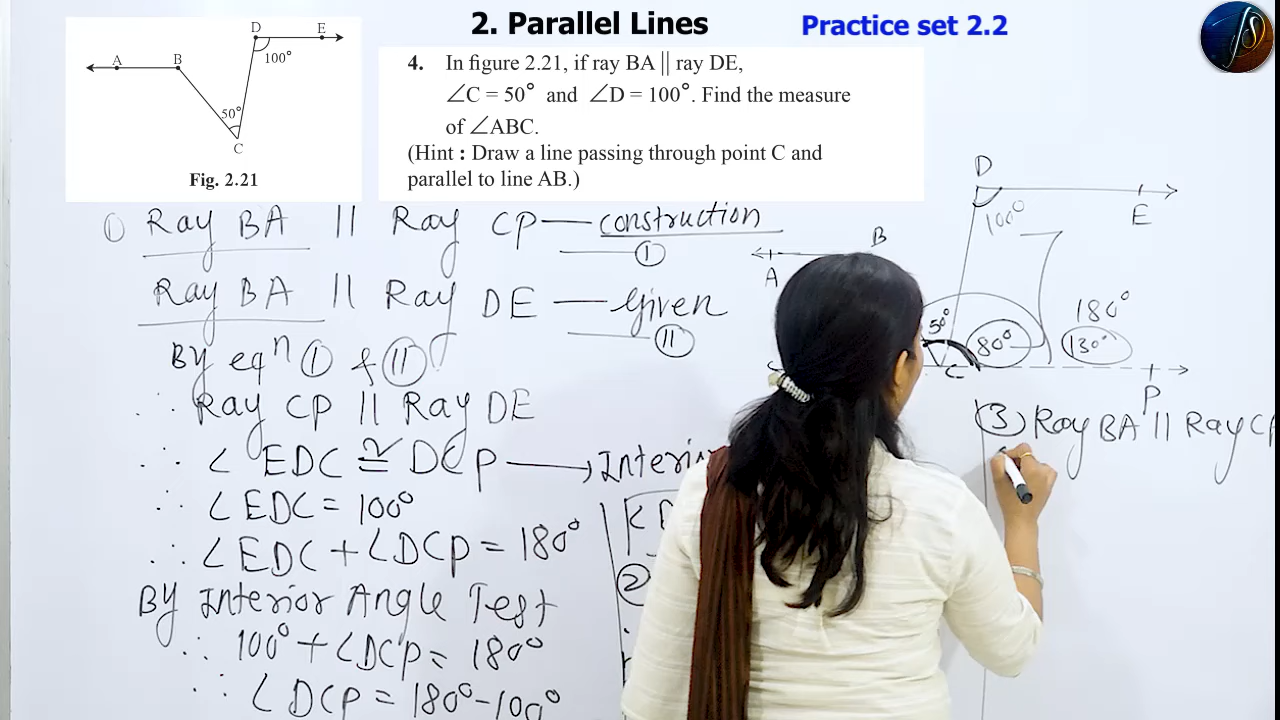 2. Parallel Lines
Practice set 2.2
A
B
C
D
E
50°
100°
Fig. 2.21
4. In figure 2.21, if ray BA || ray DE,
∠C = 50° and ∠D = 100°. Find the measure
of ∠ABC.
(Hint : Draw a line passing through point C and
parallel to line AB.)
① Ray BA || Ray CP — construction
Ⓘ
Ray BA || Ray DE — Given
Ⓘⓘ
By eqⁿ Ⓘ & Ⓘⓘ
∴ Ray CP || Ray DE
∴ ∠ EDC ≅ DCP ⟶ Interior
∴ ∠ EDC = 100°
∴ ∠EDC + ∠DCP = 180°
By Interior Angle Test
∴ 100° + ∠DCP = 180°
∴ ∠DCP = 180° - 100°
②
D
E
100°
B
A
50°
80°
180°
130°
C
P
③ Ray BA || Ray CP